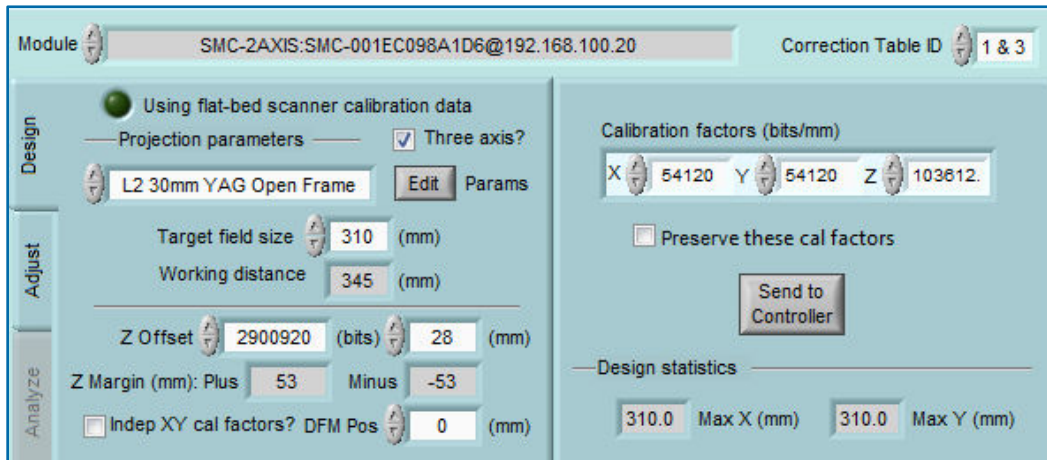 Module SMC-2AXIS:SMC-001EC098A1D6@192.168.100.20 Correction Table ID 1 & 3
Design
Adjust
Analyze
Using flat-bed scanner calibration data
Projection parameters Three axis?
L2 30mm YAG Open Frame Edit Params
Target field size 310 (mm)
Working distance 345 (mm)
Z Offset 2900920 (bits) 28 (mm)
Z Margin (mm): Plus 53 Minus -53
Indep XY cal factors? DFM Pos 0 (mm)
Calibration factors (bits/mm)
X 54120 Y 54120 Z 103612.
Preserve these cal factors
Send to
Controller
Design statistics
310.0 Max X (mm) 310.0 Max Y (mm)